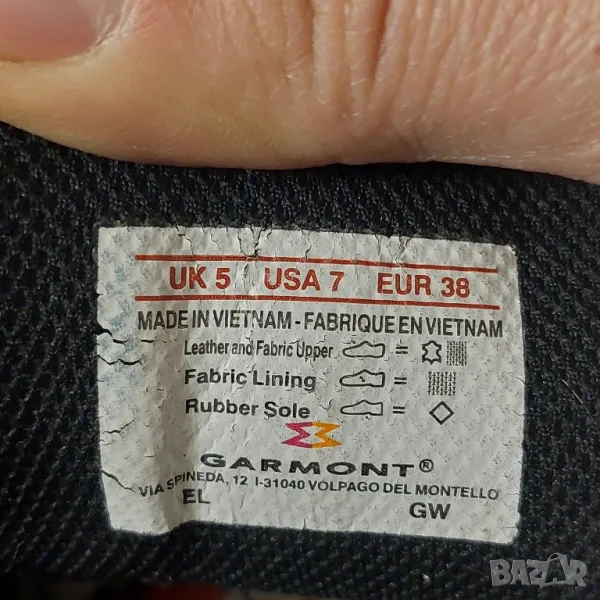 UK 5 USA 7 EUR 38
MADE IN VIETNAM - FABRIQUE EN VIETNAM
Leather and Fabric Upper =
Fabric Lining =
Rubber Sole =
GARMONT®
VIA SPINEDA, 12 I-31040 VOLPAGO DEL MONTELLO
EL GW
BAZAR